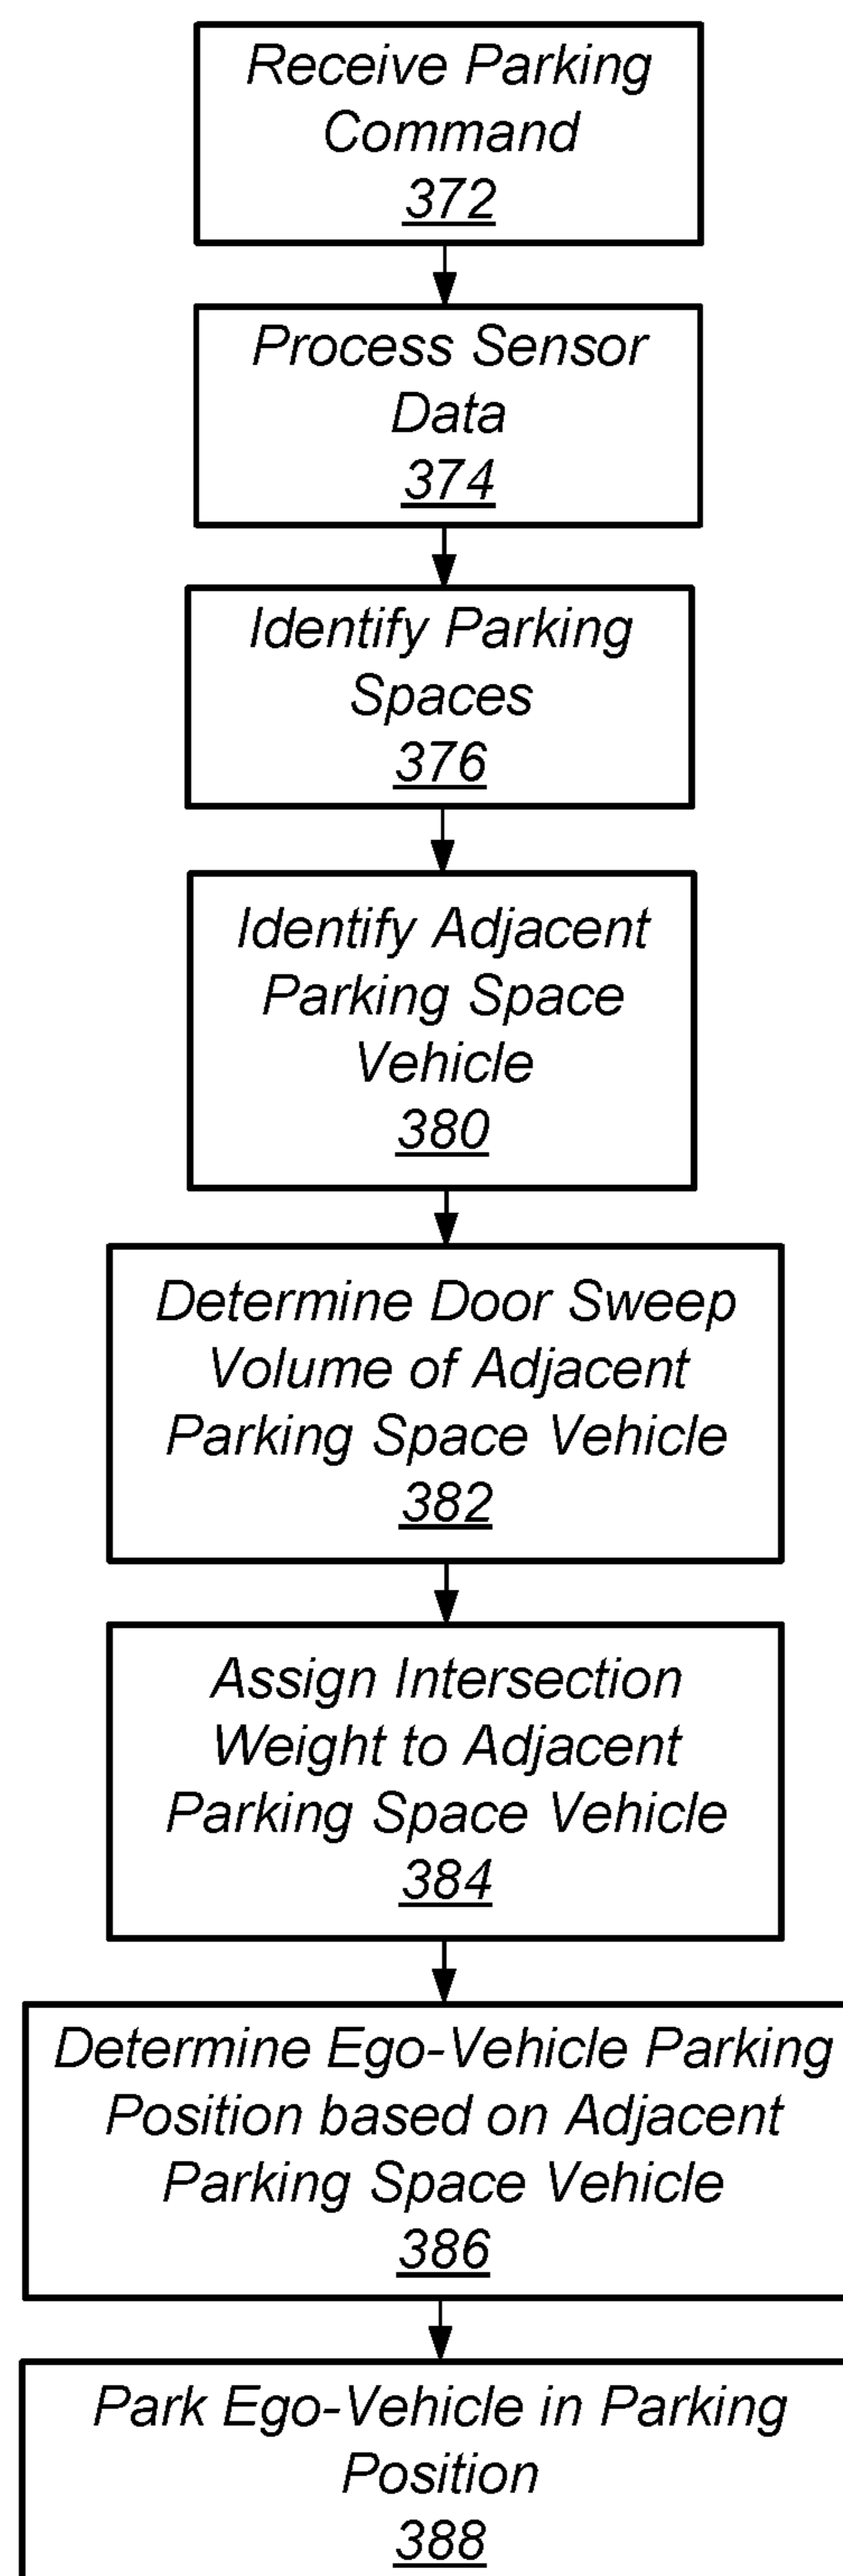 Receive Parking
Command
372
Process Sensor
Data
374
Identify Parking
Spaces
376
Identify Adjacent
Parking Space
Vehicle
380
Determine Door Sweep
Volume of Adjacent
Parking Space Vehicle
382
Assign Intersection
Weight to Adjacent
Parking Space Vehicle
384
Determine Ego-Vehicle Parking
Position based on Adjacent
Parking Space Vehicle
386
Park Ego-Vehicle in Parking
Position
388